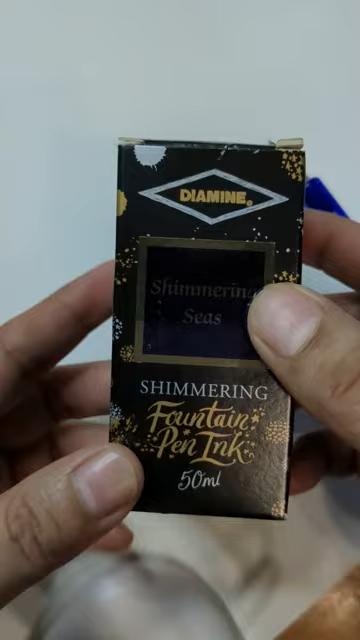 DIAMINE®
Shimmering
Seas
SHIMMERING
Fountain
Pen Ink
50ml